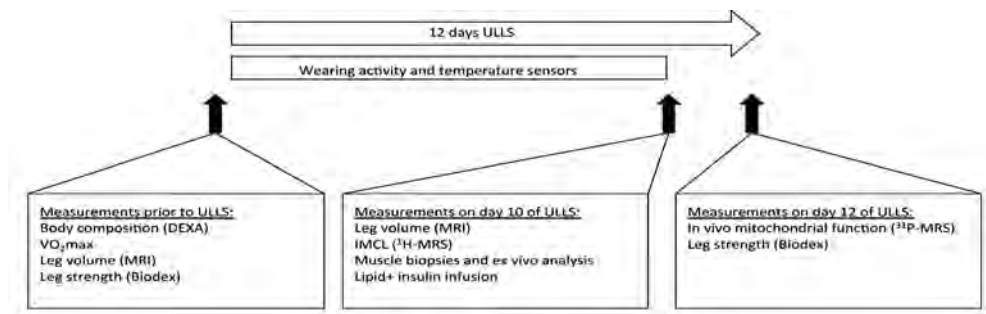 12 days ULLS
Wearing activity and temperature sensors
Measurements prior to ULLS:
Body composition (DEXA)
VO₂max
Leg volume (MRI)
Leg strength (Biodex)
Measurements on day 10 of ULLS:
Leg volume (MRI)
IMCL (¹H-MRS)
Muscle biopsies and ex vivo analysis
Lipid+ insulin infusion
Measurements on day 12 of ULLS:
In vivo mitochondrial function (³¹P-MRS)
Leg strength (Biodex)